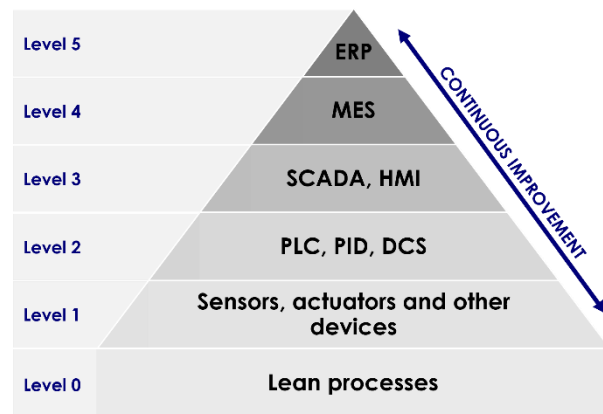 Level 5
ERP
Level 4
MES
Level 3
SCADA, HMI
Level 2
PLC, PID, DCS
Level 1
Sensors, actuators and other
devices
Level 0
Lean processes
CONTINUOUS IMPROVEMENT